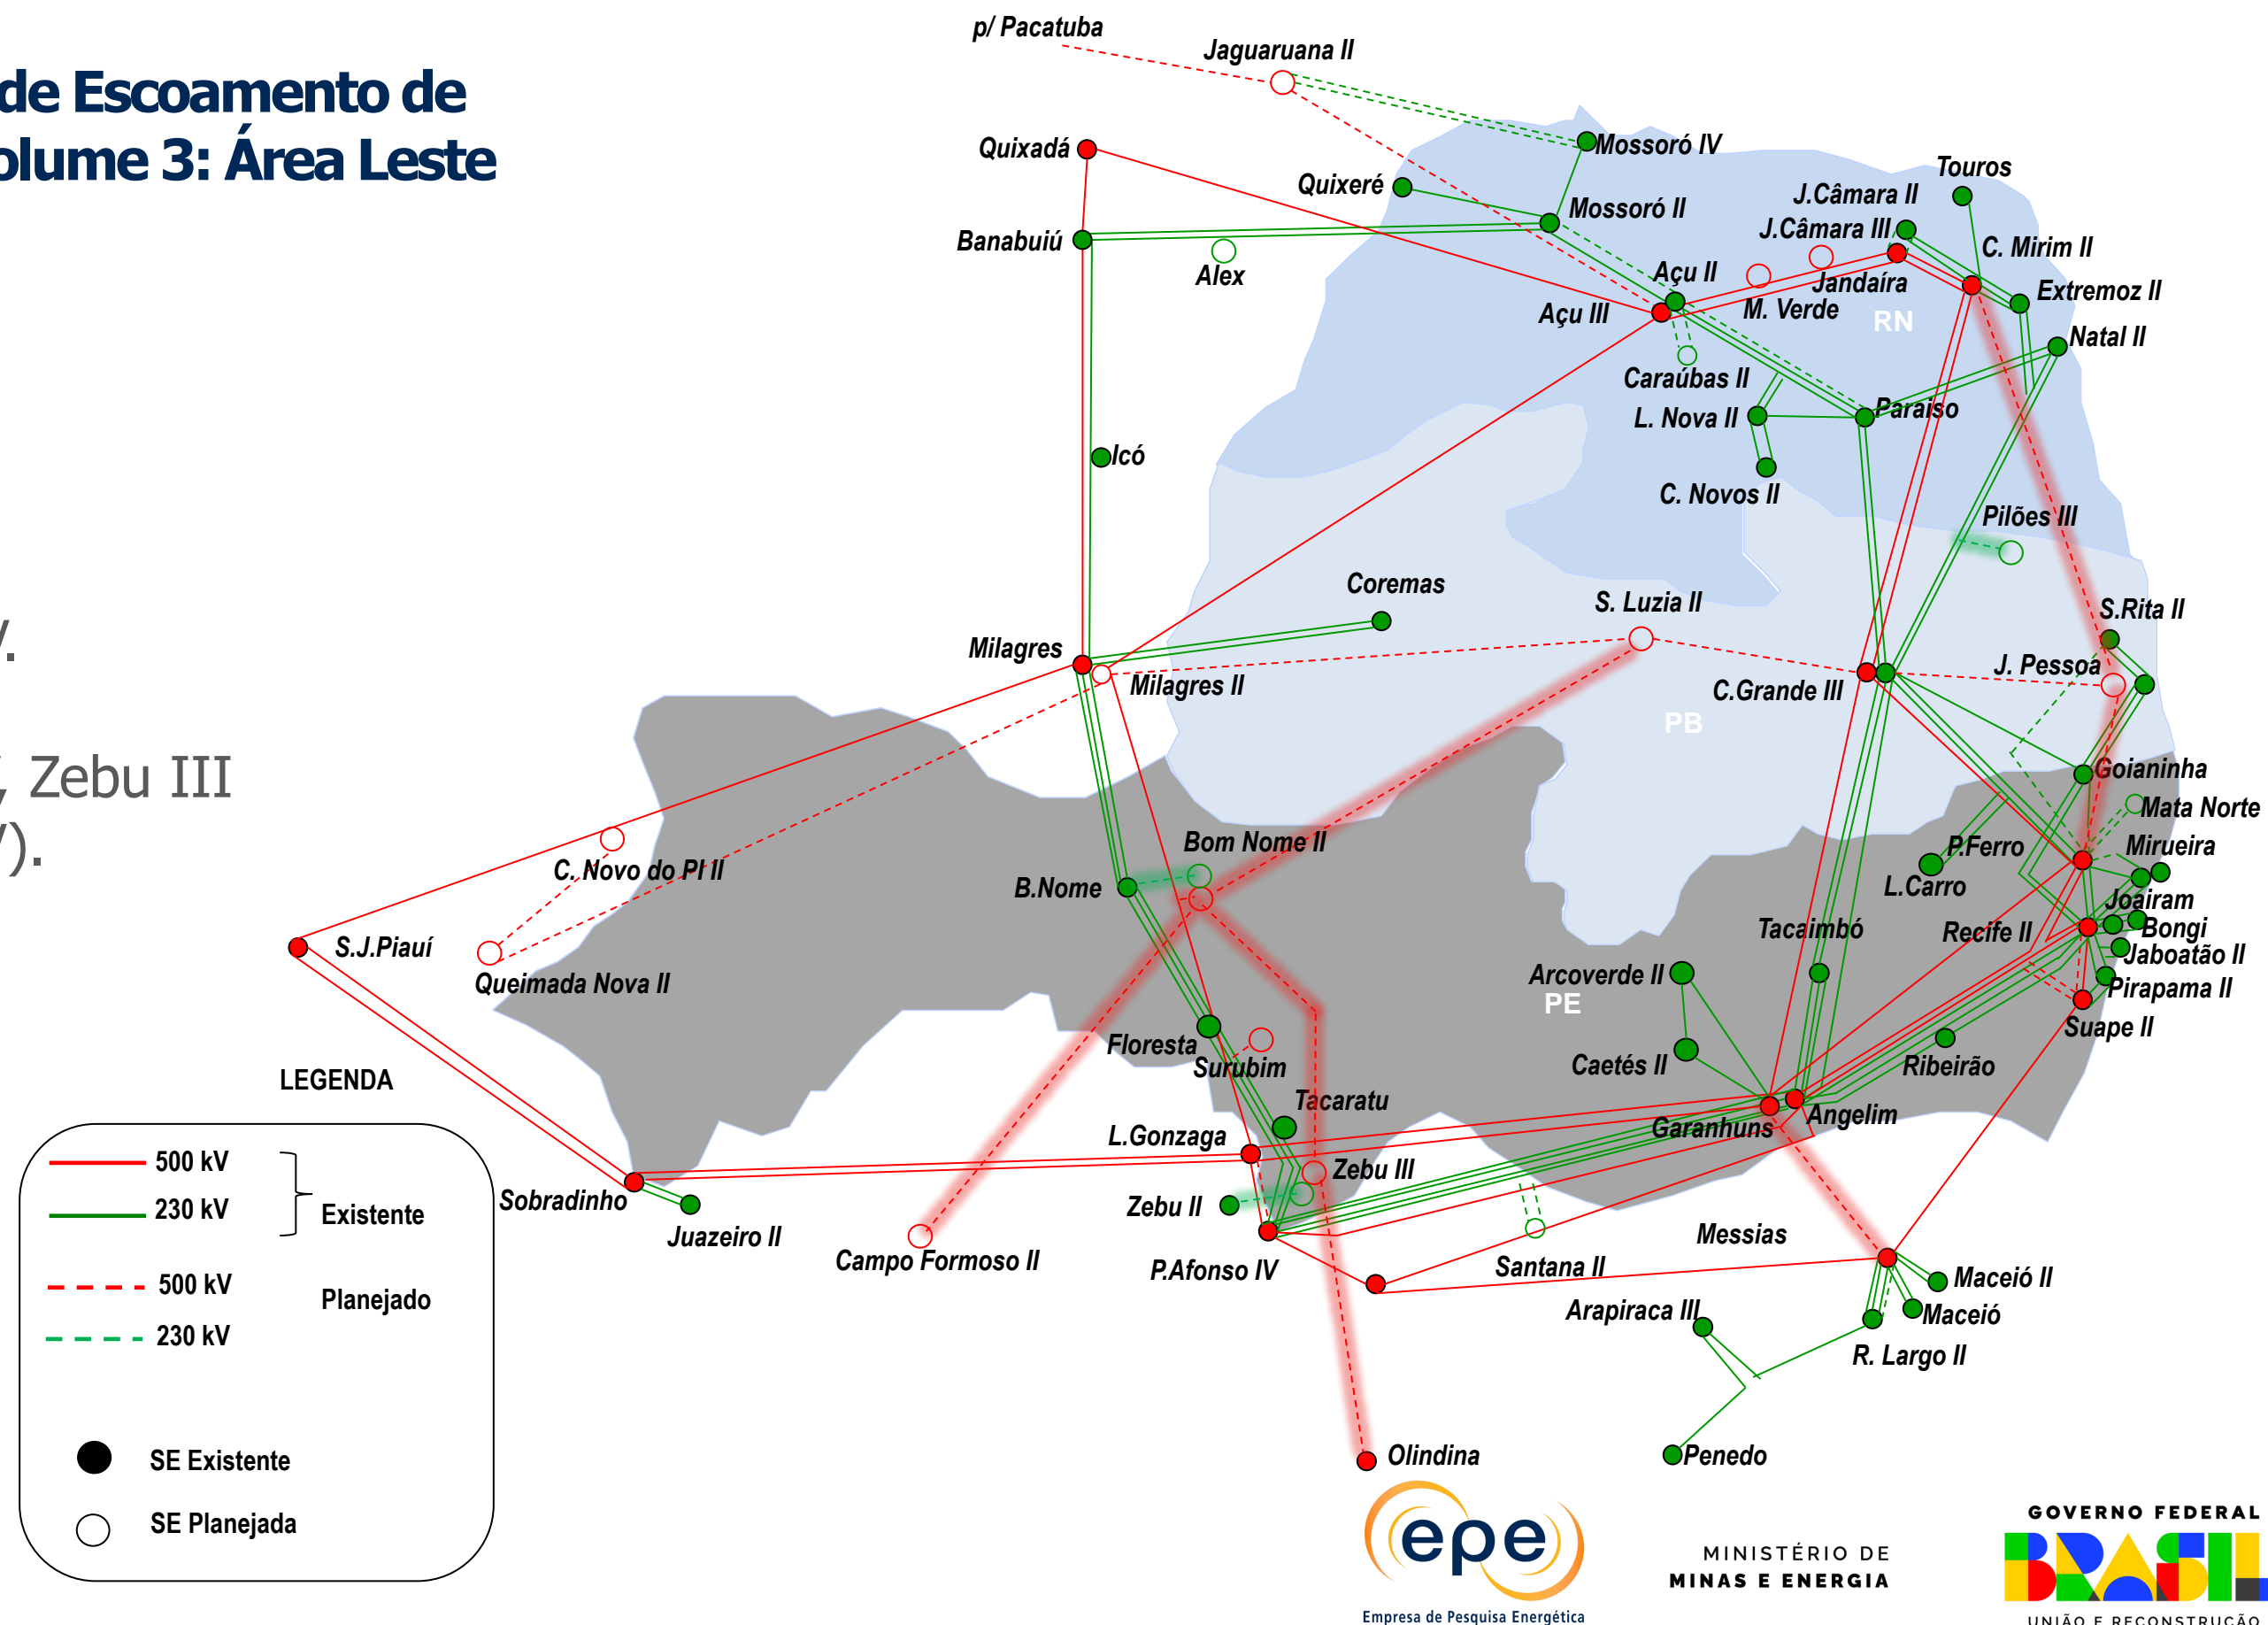 de Escoamento de
olume 3: Área Leste
V.
, Zebu III
).
p/ Pacatuba
Jaguaruana II
Quixadá
Mossoró IV
Quixeré
Touros
J.Câmara II
Mossoró II
J.Câmara III
Banabuiú
C. Mirim II
Alex
Açu II
Jandaíra
Extremoz II
Açu III
M. Verde
RN
Natal II
Caraúbas II
L. Nova II
Paraiso
Icó
C. Novos II
Pilões III
Coremas
S. Luzia II
S.Rita II
Milagres
J. Pessoa
Milagres II
C.Grande III
PB
Goianinha
Mata Norte
Bom Nome II
P.Ferro
Mirueira
C. Novo do PI II
B.Nome
L.Carro
Joairam
Tacaimbó
Recife II
Bongi
S.J.Piauí
Jaboatão II
Queimada Nova II
Arcoverde II
Pirapama II
PE
Suape II
Floresta
Surubim
Caetés II
Ribeirão
Tacaratu
Angelim
L.Gonzaga
Garanhuns
Zebu III
Sobradinho
Zebu II
Juazeiro II
Campo Formoso II
Messias
P.Afonso IV
Santana II
Maceió II
Arapiraca III
Maceió
R. Largo II
Olindina
Penedo
LEGENDA
500 kV
230 kV
Existente
500 kV
Planejado
230 kV
SE Existente
SE Planejada
epe
Empresa de Pesquisa Energética
MINISTÉRIO DE
MINAS E ENERGIA
GOVERNO FEDERAL
BRASIL
UNIÃO E RECONSTRUÇÃO